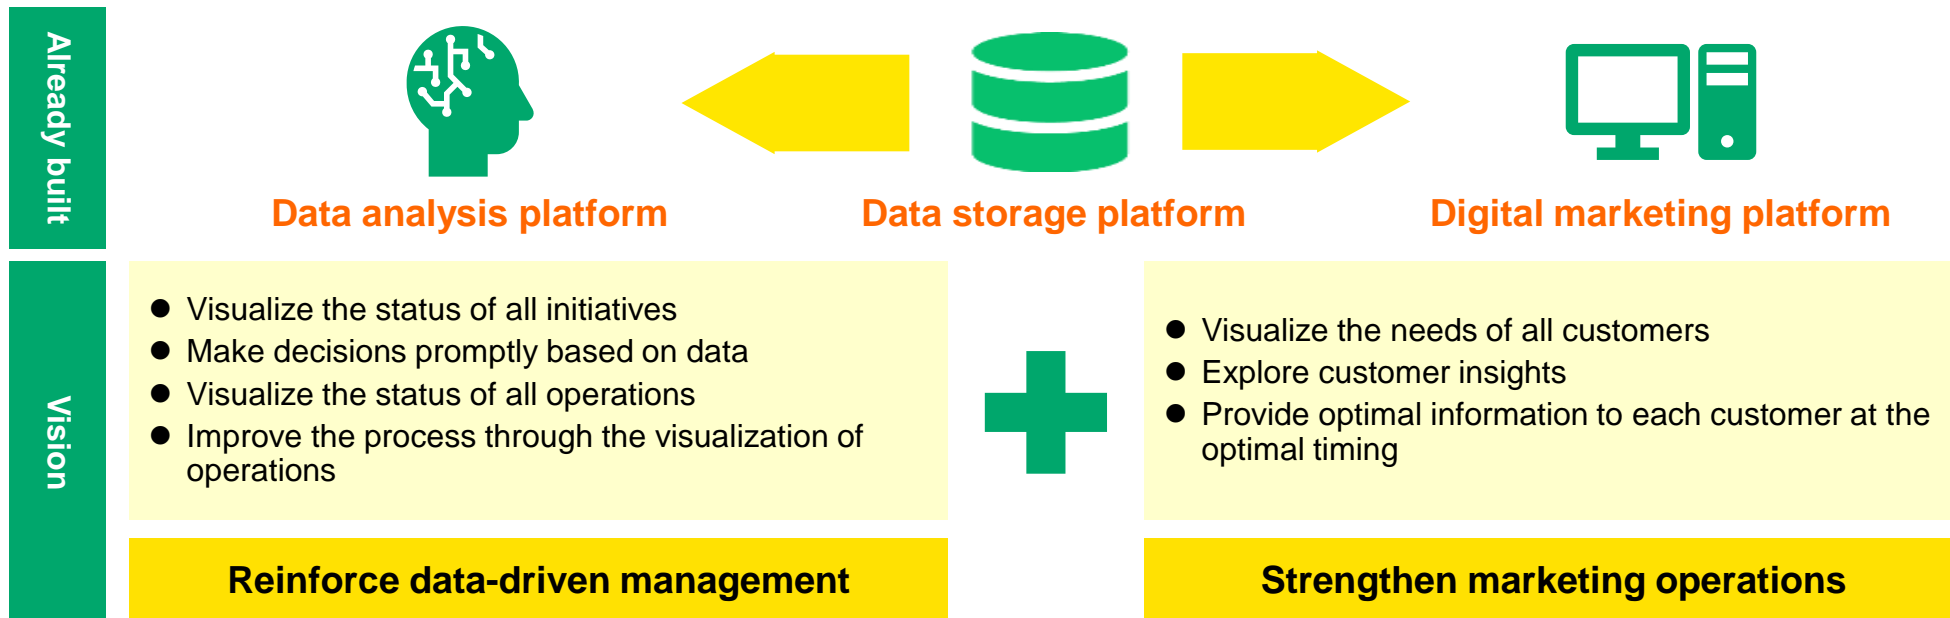 Already built
Data analysis platform
Data storage platform
Digital marketing platform
Vision
● Visualize the status of all initiatives
● Make decisions promptly based on data
● Visualize the status of all operations
● Improve the process through the visualization of
operations
● Visualize the needs of all customers
● Explore customer insights
● Provide optimal information to each customer at the
optimal timing
Reinforce data-driven management
Strengthen marketing operations